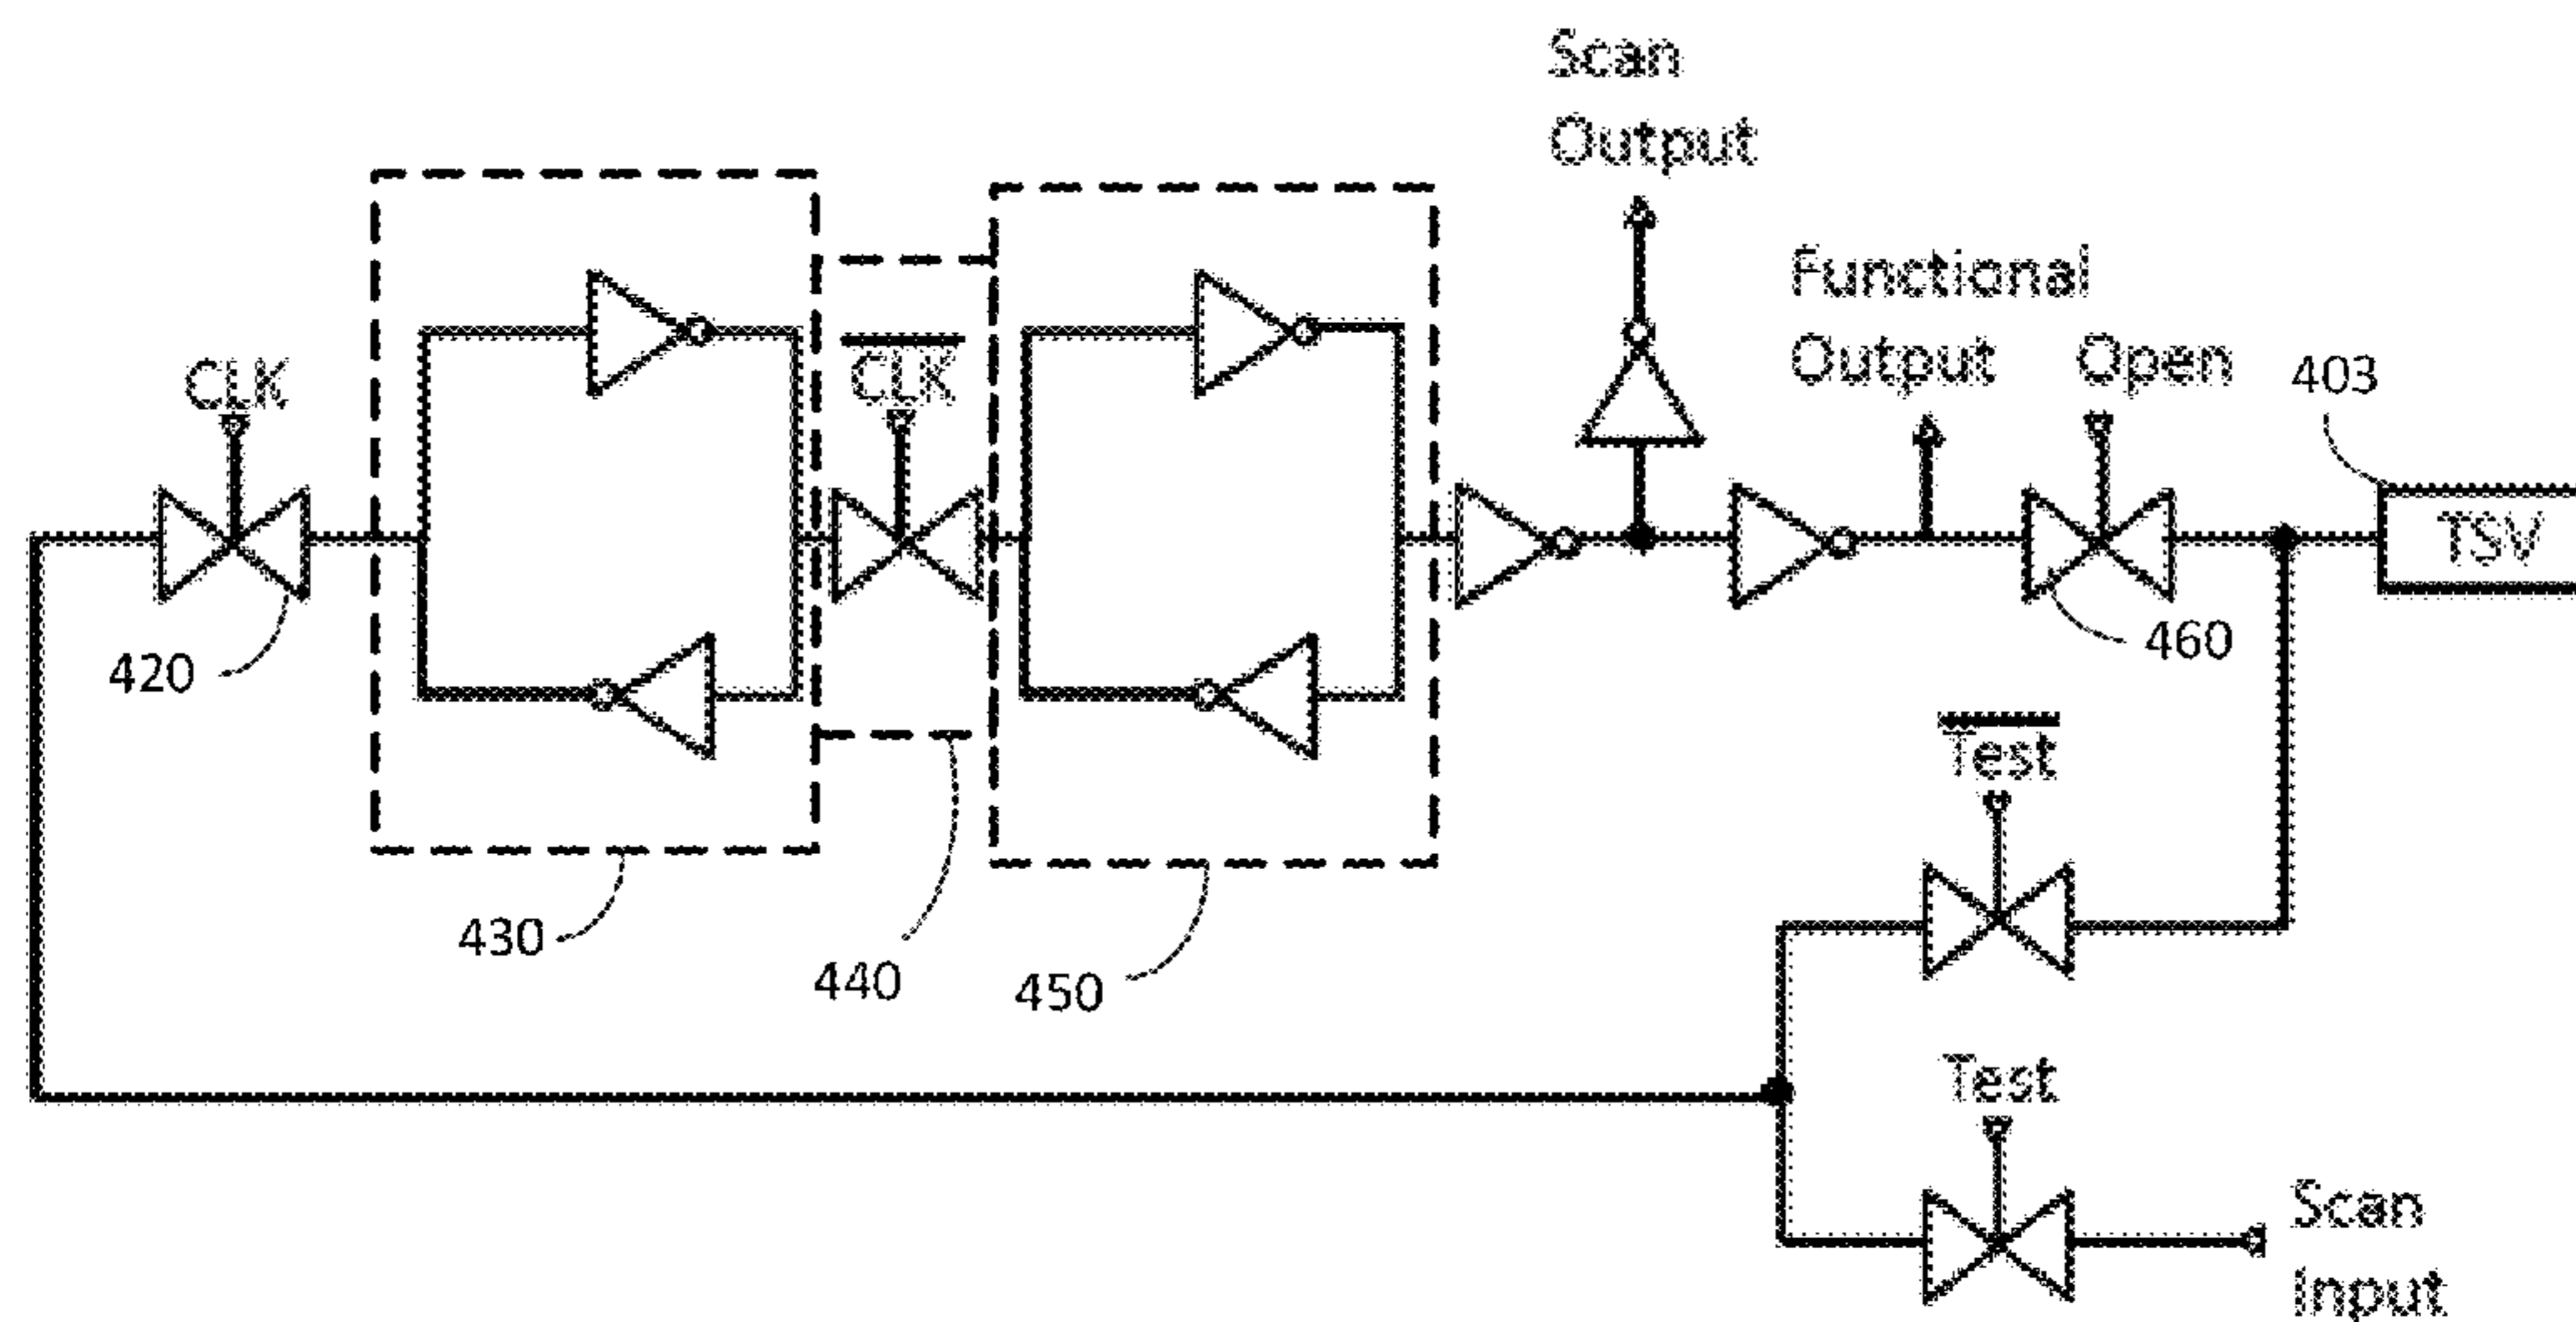 Scan
Output
Functional
Output
Open
403
CLK
CLK
TSV
420
460
Test
430
440
450
Test
Scan
Input